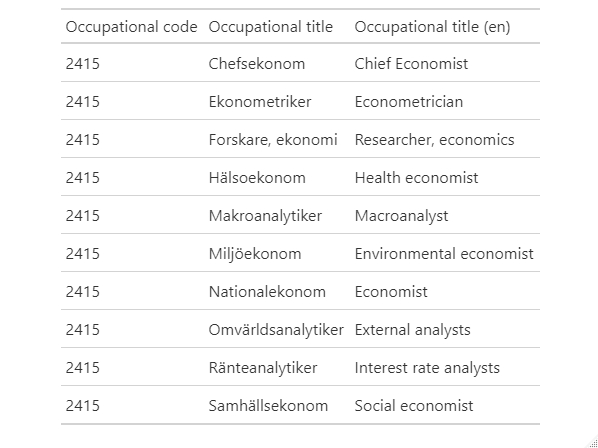 Occupational code Occupational title Occupational title (en)
2415 Chefsekonom Chief Economist
2415 Ekonometriker Econometrician
2415 Forskare, ekonomi Researcher, economics
2415 Hälsoekonom Health economist
2415 Makroanalytiker Macroanalyst
2415 Miljöekonom Environmental economist
2415 Nationalekonom Economist
2415 Omvärldsanalytiker External analysts
2415 Ränteanalytiker Interest rate analysts
2415 Samhällsekonom Social economist